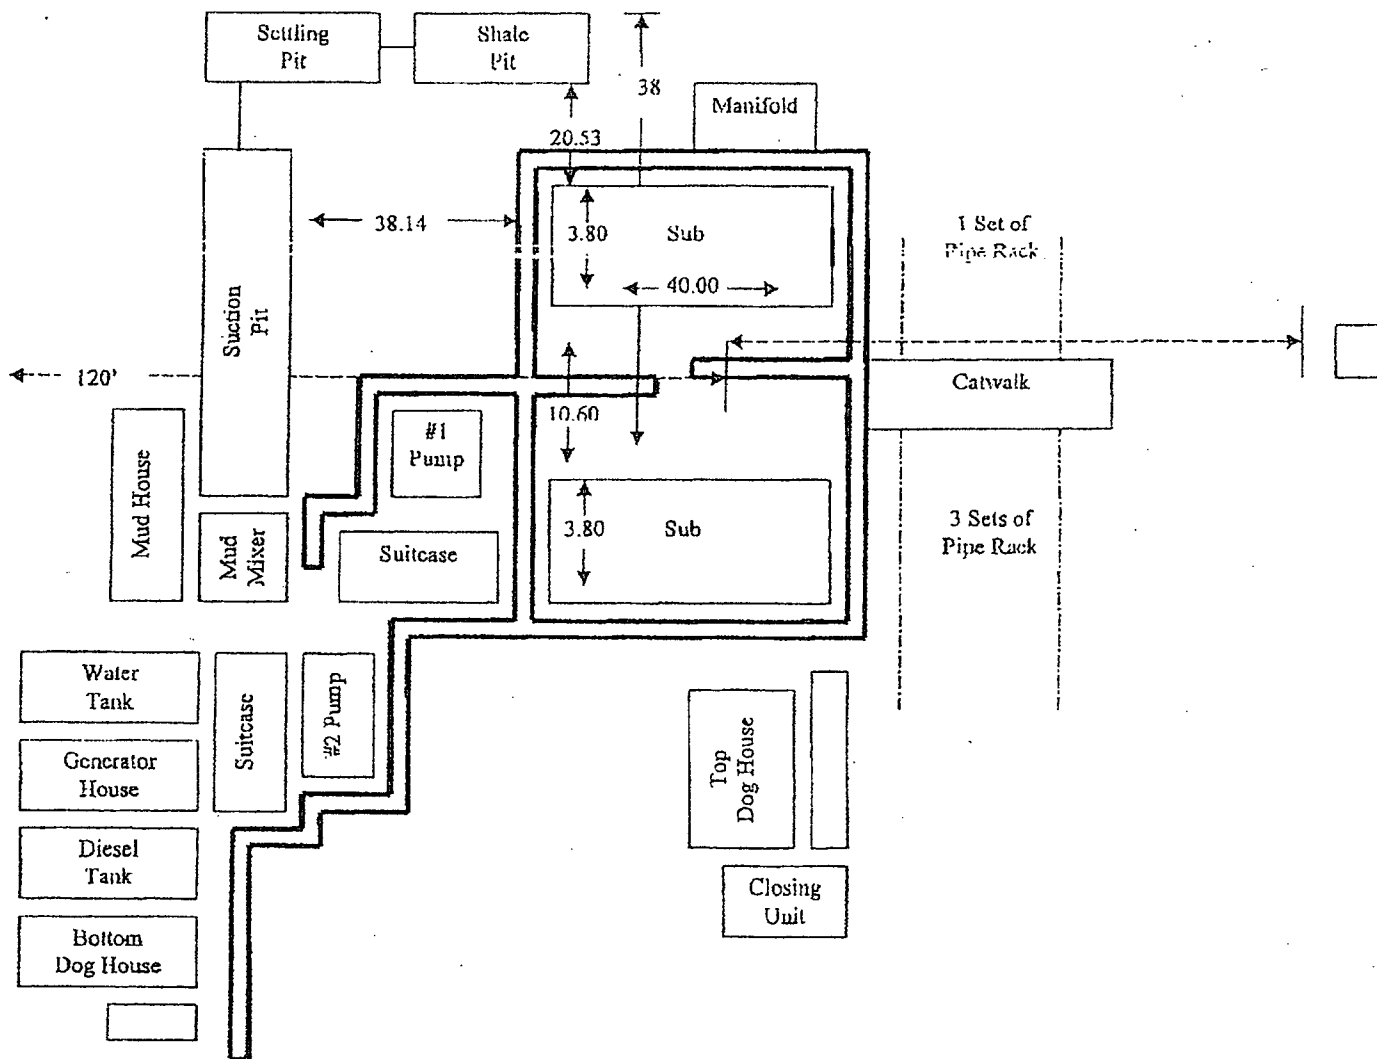 Settling
Pit
Shale
Pit
38
Manifold
20.53
38.14
3.80
Sub
40.00
1 Set of
Pipe Rack
Suction
Pit
120'
Catwalk
10.60
#1
Pump
Mud House
Mud
Mixer
Suitcase
3.80
Sub
3 Sets of
Pipe Rack
Water
Tank
Suitcase
#2 Pump
Generator
House
Top
Dog House
Diesel
Tank
Closing
Unit
Bottom
Dog House